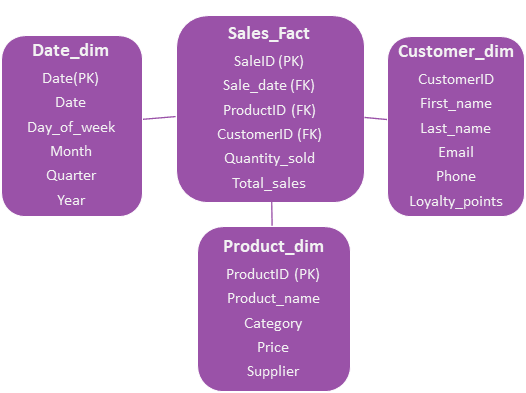 Date_dim
Date(PK)
Date
Day_of_week
Month
Quarter
Year
Sales_Fact
SaleID (PK)
Sale_date (FK)
ProductID (FK)
CustomerID (FK)
Quantity_sold
Total_sales
Customer_dim
CustomerID
First_name
Last_name
Email
Phone
Loyalty_points
Product_dim
ProductID (PK)
Product_name
Category
Price
Supplier